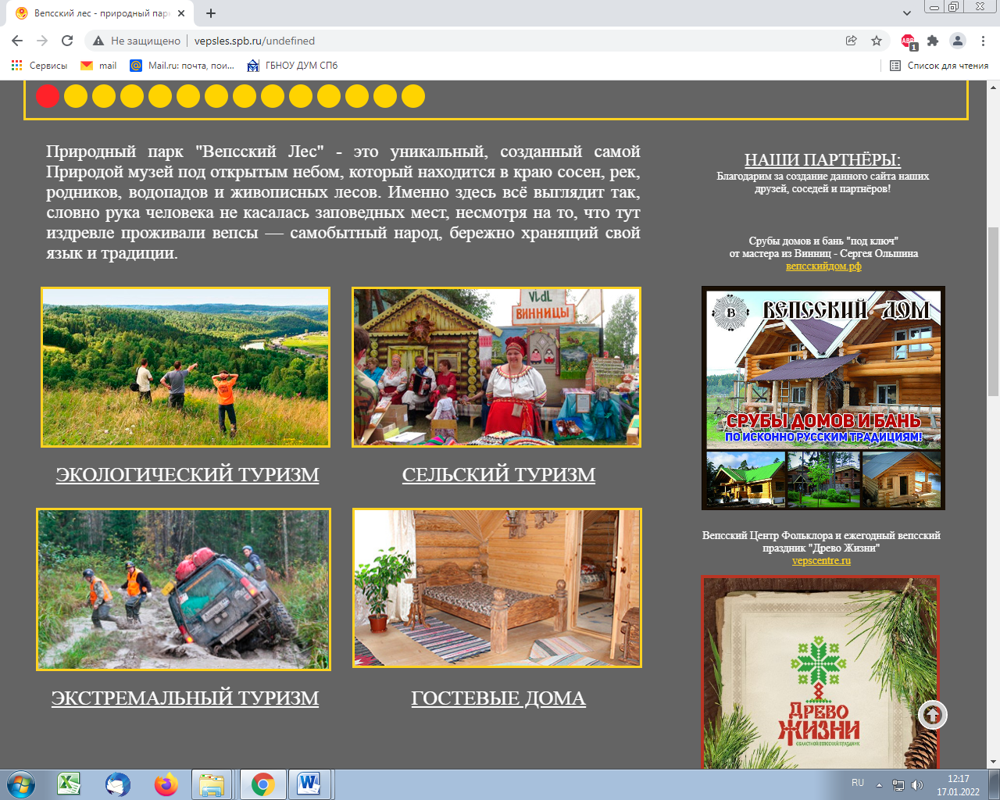 Вепсский лес - природный пар
Не защищено
vepsles.spb.ru/undefined
ABP
1
Сервисы
mail
Mail.ru: почта, пои...
ГБНОУ ДУМ СПб
Список для чтения
Природный парк "Вепсский Лес" - это уникальный, созданный самой
Природой музей под открытым небом, который находится в краю сосен, рек,
родников, водопадов и живописных лесов. Именно здесь всё выглядит так,
словно рука человека не касалась заповедных мест, несмотря на то, что тут
издревле проживали вепсы — самобытный народ, бережно хранящий свой
язык и традиции.
VIdL
ВИННИЦЫ
ЭКОЛОГИЧЕСКИЙ ТУРИЗМ
СЕЛЬСКИЙ ТУРИЗМ
ЭКСТРЕМАЛЬНЫЙ ТУРИЗМ
ГОСТЕВЫЕ ДОМА
НАШИ ПАРТНЁРЫ:
Благодарим за создание данного сайта наших
друзей, соседей и партнёров!
Срубы домов и бань "под ключ"
от мастера из Винниц - Сергея Ольшина
вепсскийдом.рф
В
ВЕПССКИЙ ДОМ
СРУБЫ ДОМОВ И БАНЬ
ПО ИСКОННО РУССКИМ ТРАДИЦИЯМ!
Вепсский Центр Фольклора и ежегодный вепсский
праздник "Древо Жизни"
vepscentre.ru
ДРЕВО
ЖИЗНИ
ОБЛАСТНОЙ ВЕПССКИЙ ПРАЗДНИК
RU
12:17
17.01.2022